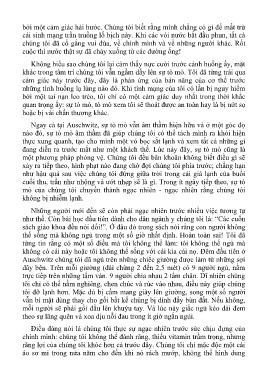 bởi một cảm giác hài hước. Chúng tôi biết rằng mình chẳng có gì để mất trừ
cái sinh mạng trần truồng lố bịch này. Khi các vòi nước bắt đầu phun, tất cả
chúng tôi đã cố gắng vui đùa, về chính mình và về những người khác. Rốt
cuộc thì nước thật sự đã chảy xuống từ các đường ống!
Không hiểu sao chúng tôi lại cảm thấy nực cười trước cảnh huống ấy, mặt
khác trong tâm trí chúng tôi vẫn ngấm dấy lên sự tò mò. Tôi đã từng trải qua
cảm giác này trước đây, đây là phản ứng của bản năng của cơ thể trước
những tình huống lạ lùng nào đó. Khi tính mạng của tôi có lần bị nguy hiểm
bởi một tai nạn leo núi, tôi chỉ có một cảm giác duy nhất trong thời khắc
quan trọng ấy: sự tò mò, tò mò xem tôi sẽ thoát được an toàn hay là bị nứt sọ
hoặc bị vài chấn thương khác.
Ngay cả tại Auschwitz, sự tò mò vẫn âm thầm hiện hữu và ở một góc độ
nào đó, sự tò mò âm thầm đã giúp chúng tôi có thể tách mình ra khỏi hiện
thực xung quanh, tạo cho mình một vỏ bọc sắt lạnh và xem tất cả những gì
đang diễn ra trước mắt như một khách thể. Lúc này đây, sự tò mò cũng là
một phương pháp phòng vệ. Chúng tôi đều băn khoăn không biết điều gì sẽ
xảy ra tiếp theo, hình phạt nào đang chờ đợi chúng tôi phía trước; chẳng hạn
như hậu quả sau việc chúng tôi đứng giữa trời trong cái giá lạnh của buổi
cuối thu, trần như nhộng và ướt nhẹp sẽ là gì. Trong ít ngày tiếp theo, sự tò
mò của chúng tôi chuyển thành ngạc nhiên - ngạc nhiên rằng chúng tôi
không bị nhiễm lạnh.
Những người mới đến sẽ còn phải ngạc nhiên trước nhiều việc tương tự
như thế. Còn bài học đầu tiên dành cho dân ngành y chúng tôi là: "Các cuốn
sách giáo khoa đều nói dối!". Ở đâu đó trong sách nói rằng con người không
thể sống mà không ngủ trong một số giờ nhất định. Hoàn toàn sai! Tôi đã
từng tin rằng có một số điều mà tôi không thể làm: tôi không thể ngủ mà
không có cái này hoặc tôi không thể sống với cái kia cái nọ. Đêm đầu tiên ở
Auschwitz chúng tôi đã ngủ trên những chiếc giường được làm từ những sợi
dây bện. Trên mỗi giường (dài chừng 2 đến 2,5 mét) có 9 người ngủ, nằm
trực tiếp trên những tấm ván. 9 người chia nhau 2 tấm chăn. Dĩ nhiên chúng
tôi chỉ có thể nằm nghiêng, chen chúc và rúc vào nhau, điều này giúp chúng
tôi đỡ lạnh hơn. Mặc dù bị cấm mang giày lên giường, song một số người
vẫn bí mật dùng thay cho gối bất kể chúng bị dính đầy bùn đất. Nếu không,
mỗi người sẽ phải gối đầu lên khuỷu tay. Và lúc này giấc ngủ kéo dài đem
theo sự lãng quên và xoa dịu nỗi đau trong ít giờ ngắn ngủi.
Điều đáng nói là chúng tôi thực sự ngạc nhiên trước sức chịu đựng của
chính mình: chúng tôi không thể đánh răng, thiếu vitamin trầm trọng, nhưng
răng lợi của chúng tôi khỏe hơn cả trước đây. Chúng tôi chỉ mặc độc một cái
áo sơ mi trong nửa năm cho đến khi nó rách mướp, không thể hình dung